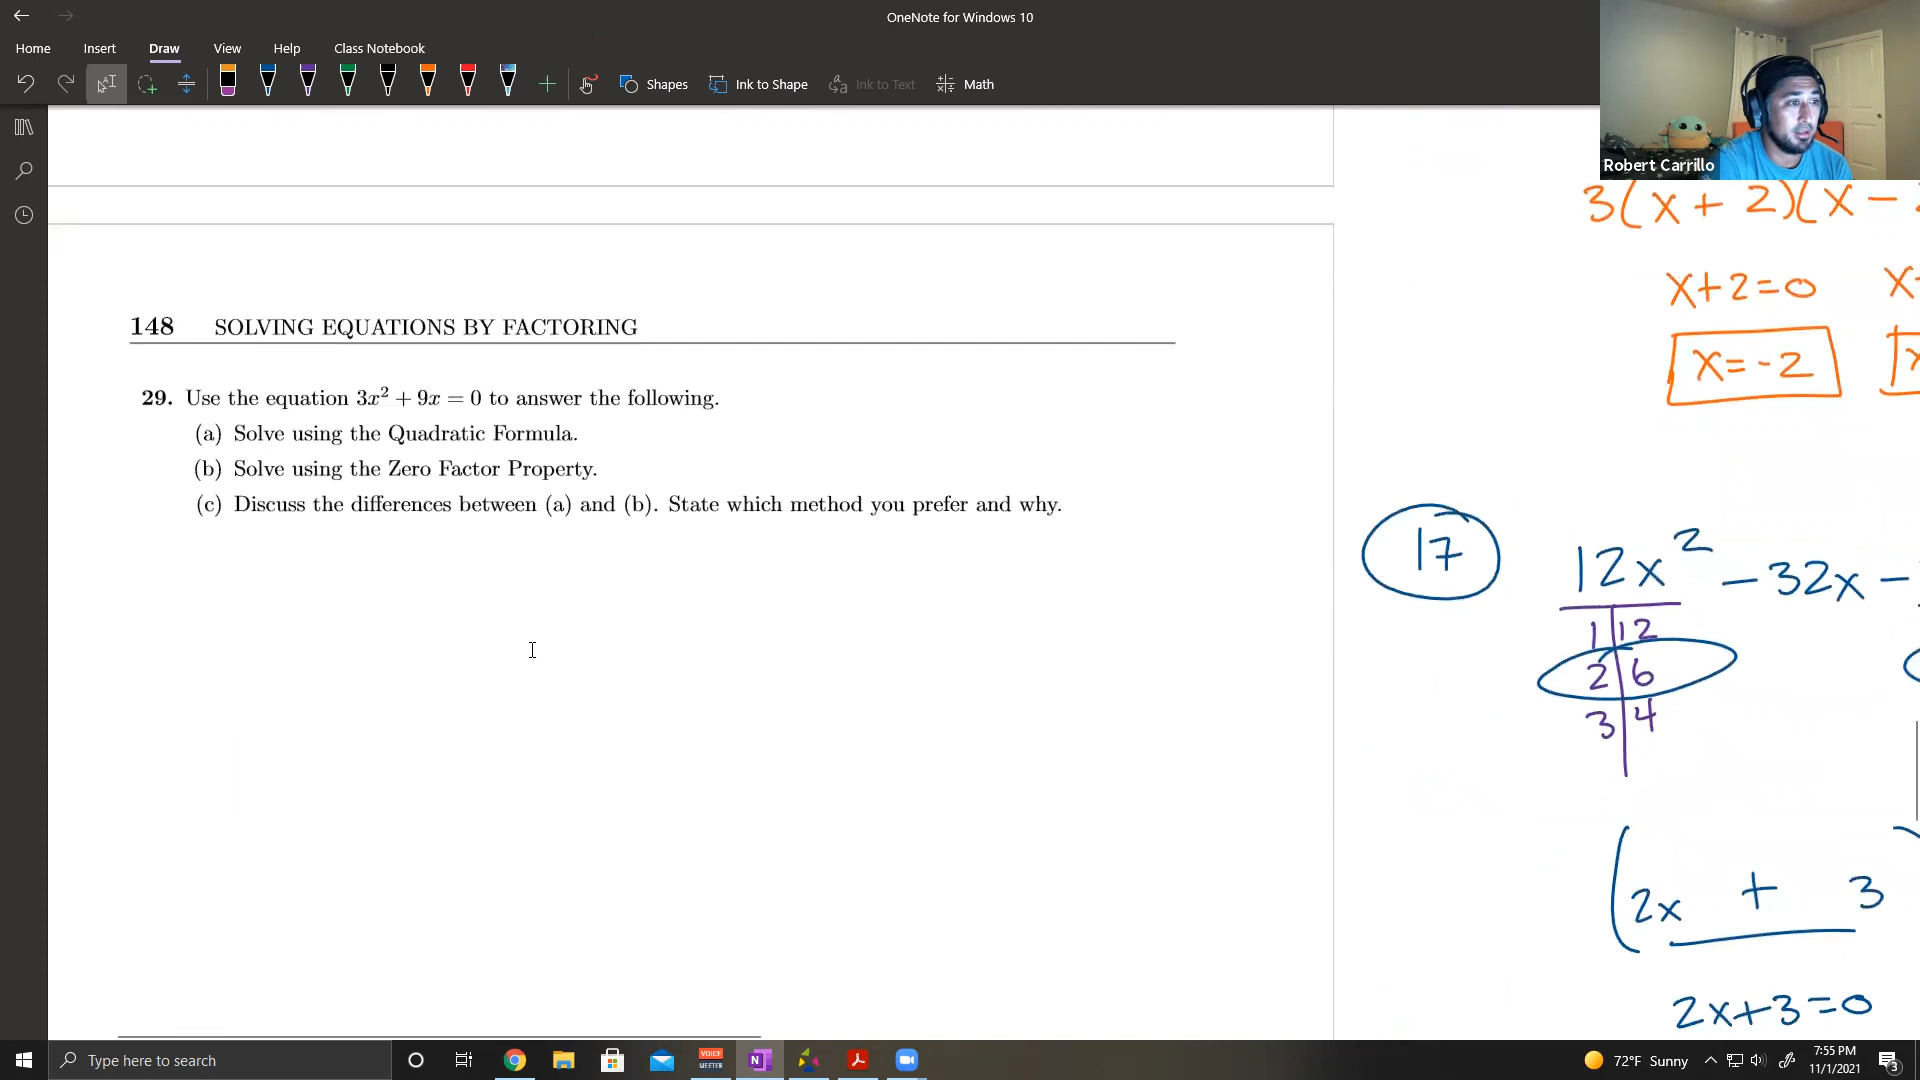 OneNote for Windows 10
Home Insert Draw View Help Class Notebook
Shapes Ink to Shape Ink to Text Math
Robert Carrillo
3(x + 2)(x -
x+2=0 x
x=-2
148 SOLVING EQUATIONS BY FACTORING
29. Use the equation 3x² + 9x = 0 to answer the following.
(a) Solve using the Quadratic Formula.
(b) Solve using the Zero Factor Property.
(c) Discuss the differences between (a) and (b). State which method you prefer and why.
17 12x² - 32x -
1 12
2 6
3 4
(2x + 3
2x+3=0
Type here to search
VOICE
MEETER
N
72°F Sunny
7:55 PM
11/1/2021
3